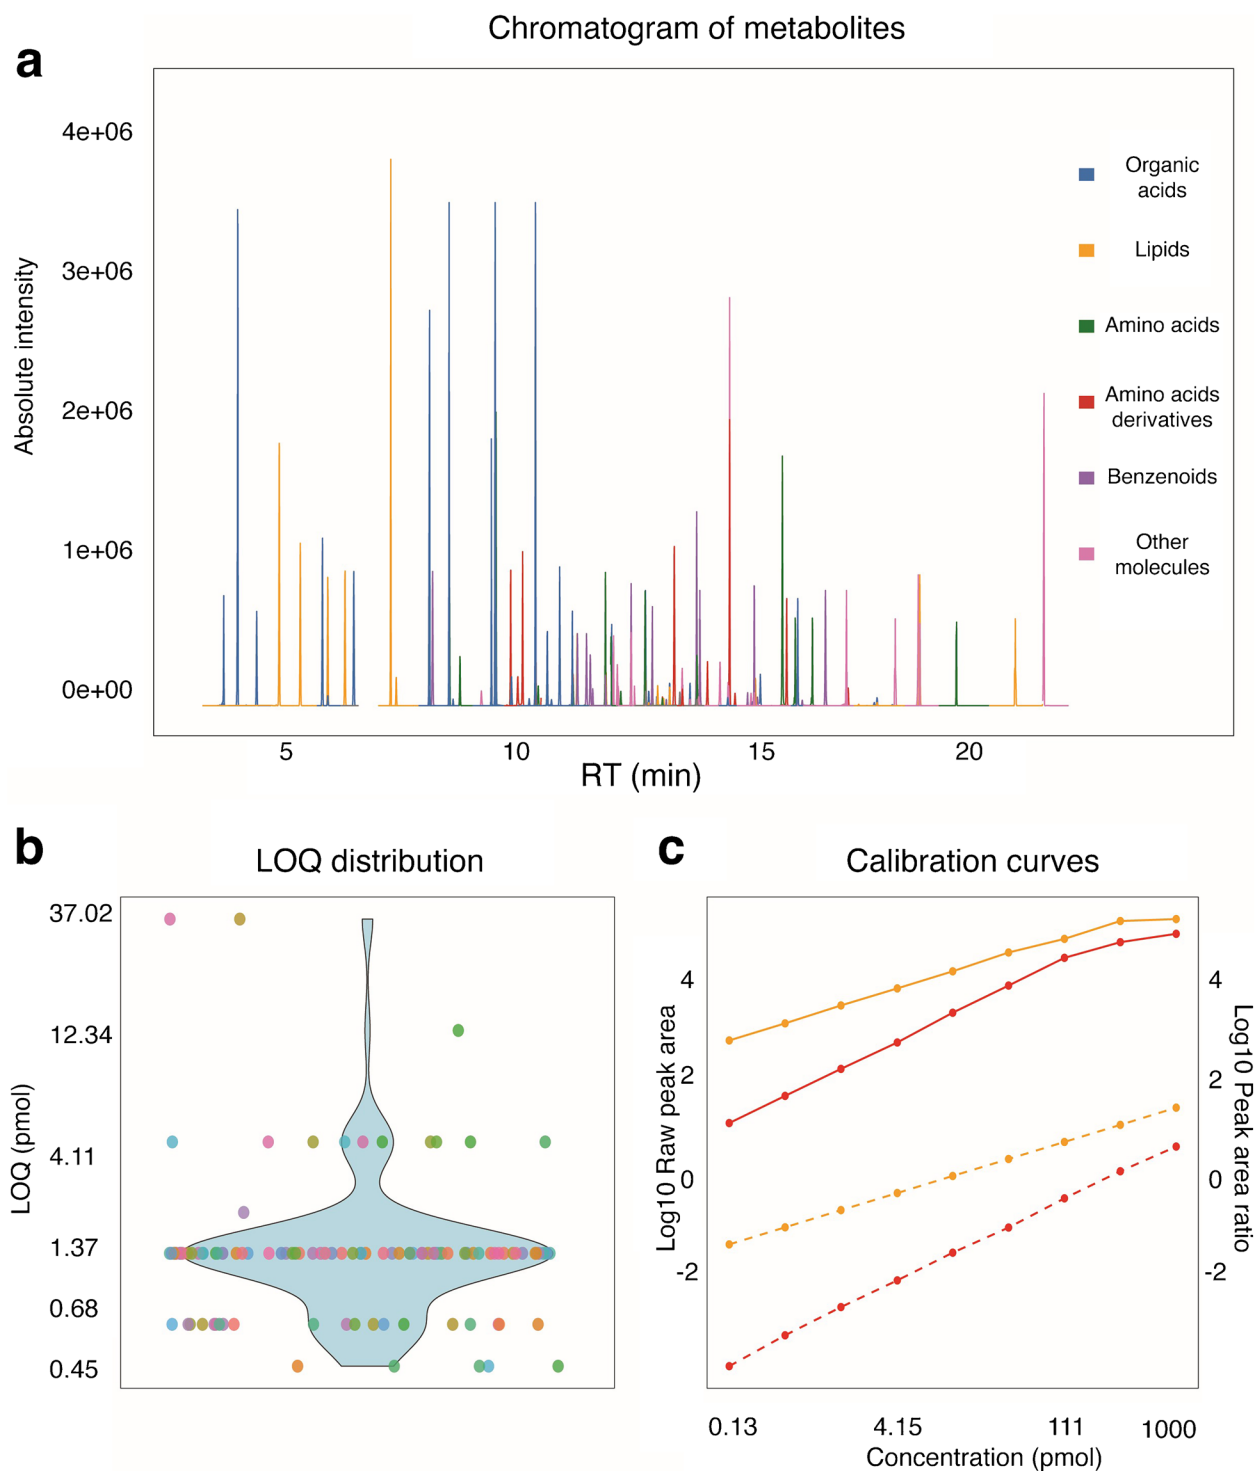 Chromatogram of metabolites
a
4e+06
3e+06
2e+06
1e+06
0e+00
Absolute intensity
Organic
acids
Lipids
Amino acids
Amino acids
derivatives
Benzenoids
Other
molecules
5 10 15 20
RT (min)
b
LOQ distribution
37.02
12.34
4.11
1.37
0.68
0.45
LOQ (pmol)
c
Calibration curves
4
2
0
-2
Log10 Raw peak area
4
2
0
-2
Log10 Peak
area ratio
0.13 4.15 111 1000
Concentration (pmol)